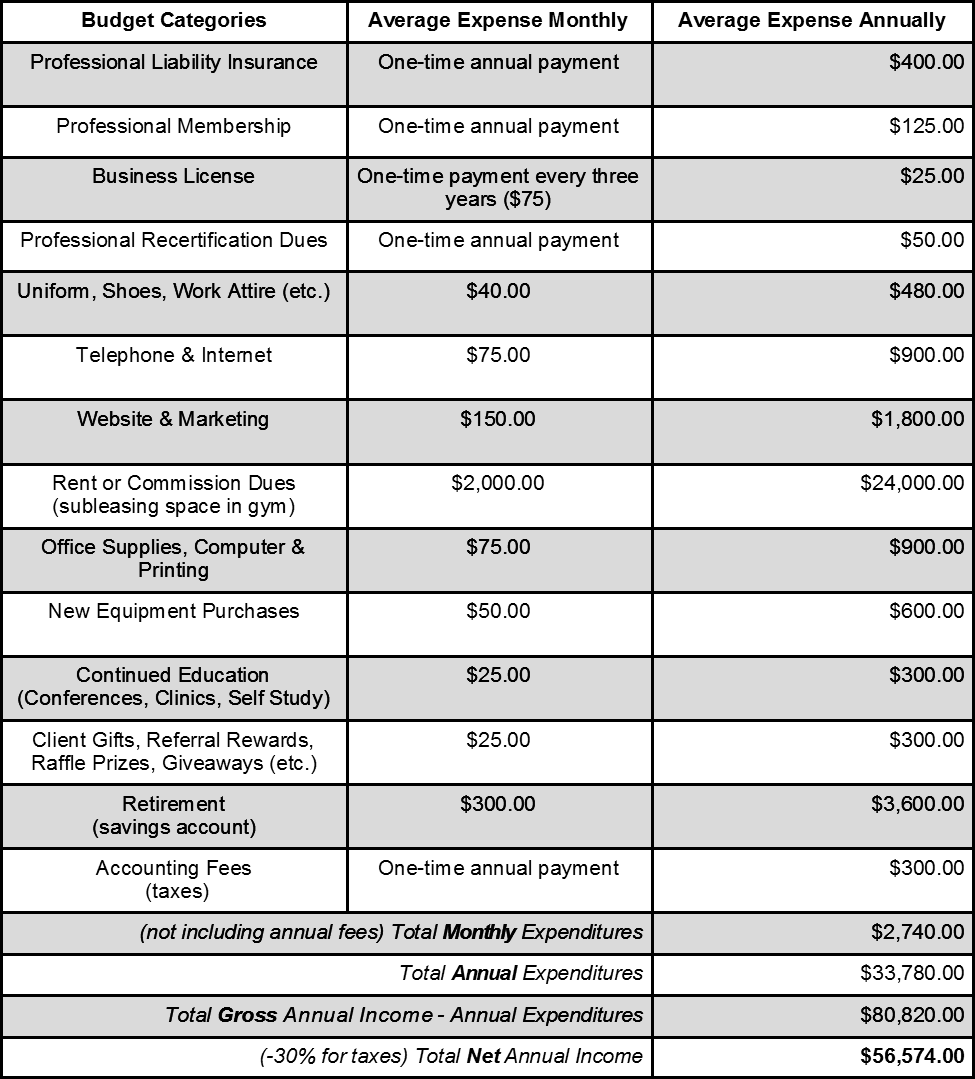 Budget Categories Average Expense Monthly Average Expense Annually
Professional Liability Insurance One-time annual payment $400.00
Professional Membership One-time annual payment $125.00
Business License One-time payment every three years ($75) $25.00
Professional Recertification Dues One-time annual payment $50.00
Uniform, Shoes, Work Attire (etc.) $40.00 $480.00
Telephone & Internet $75.00 $900.00
Website & Marketing $150.00 $1,800.00
Rent or Commission Dues $2,000.00 $24,000.00
(subleasing space in gym)
Office Supplies, Computer & $75.00 $900.00
Printing
New Equipment Purchases $50.00 $600.00
Continued Education $25.00 $300.00
(Conferences, Clinics, Self Study)
Client Gifts, Referral Rewards, $25.00 $300.00
Raffle Prizes, Giveaways (etc.)
Retirement $300.00 $3,600.00
(savings account)
Accounting Fees One-time annual payment $300.00
(taxes)
(not including annual fees) Total Monthly Expenditures $2,740.00
Total Annual Expenditures $33,780.00
Total Gross Annual Income - Annual Expenditures $80,820.00
(-30% for taxes) Total Net Annual Income $56,574.00